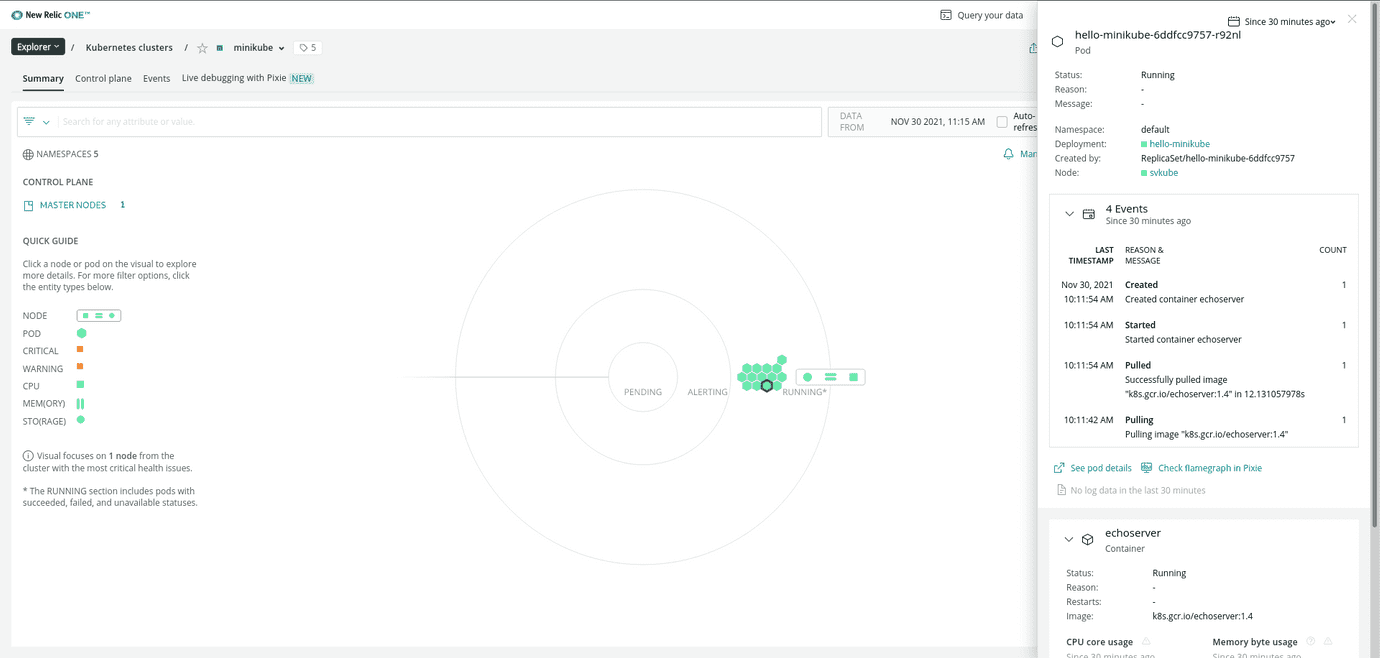 New Relic ONE™
Query your data
Since 30 minutes ago
Explorer / Kubernetes clusters / minikube 5
Summary Control plane Events Live debugging with Pixie NEW
Search for any attribute or value.
DATA FROM
NOV 30 2021, 11:15 AM
Auto-
refres
NAMESPACES 5
Man
CONTROL PLANE
MASTER NODES 1
QUICK GUIDE
Click a node or pod on the visual to explore
more details. For more filter options, click
the entity types below.
NODE
POD
CRITICAL
WARNING
CPU
MEM(ORY)
STO(RAGE)
Visual focuses on 1 node from the
cluster with the most critical health issues.
* The RUNNING section includes pods with
succeeded, failed, and unavailable statuses.
PENDING
ALERTING
RUNNING*
hello-minikube-6ddfcc9757-r92nl
Pod
Status: Running
Reason: -
Message: -
Namespace: default
Deployment: hello-minikube
Created by: ReplicaSet/hello-minikube-6ddfcc9757
Node: svkube
4 Events
Since 30 minutes ago
LAST TIMESTAMP
REASON & MESSAGE
COUNT
Nov 30, 2021 Created 1
10:11:54 AM Created container echoserver
10:11:54 AM Started 1
Started container echoserver
10:11:54 AM Pulled 1
Successfully pulled image
"k8s.gcr.io/echoserver:1.4" in 12.131057978s
10:11:42 AM Pulling 1
Pulling image "k8s.gcr.io/echoserver:1.4"
See pod details Check flamegraph in Pixie
No log data in the last 30 minutes
echoserver
Container
Status: Running
Reason: -
Restarts: -
Image: k8s.gcr.io/echoserver:1.4
CPU core usage Memory byte usage
Since 30 minutes ago Since 30 minutes ago